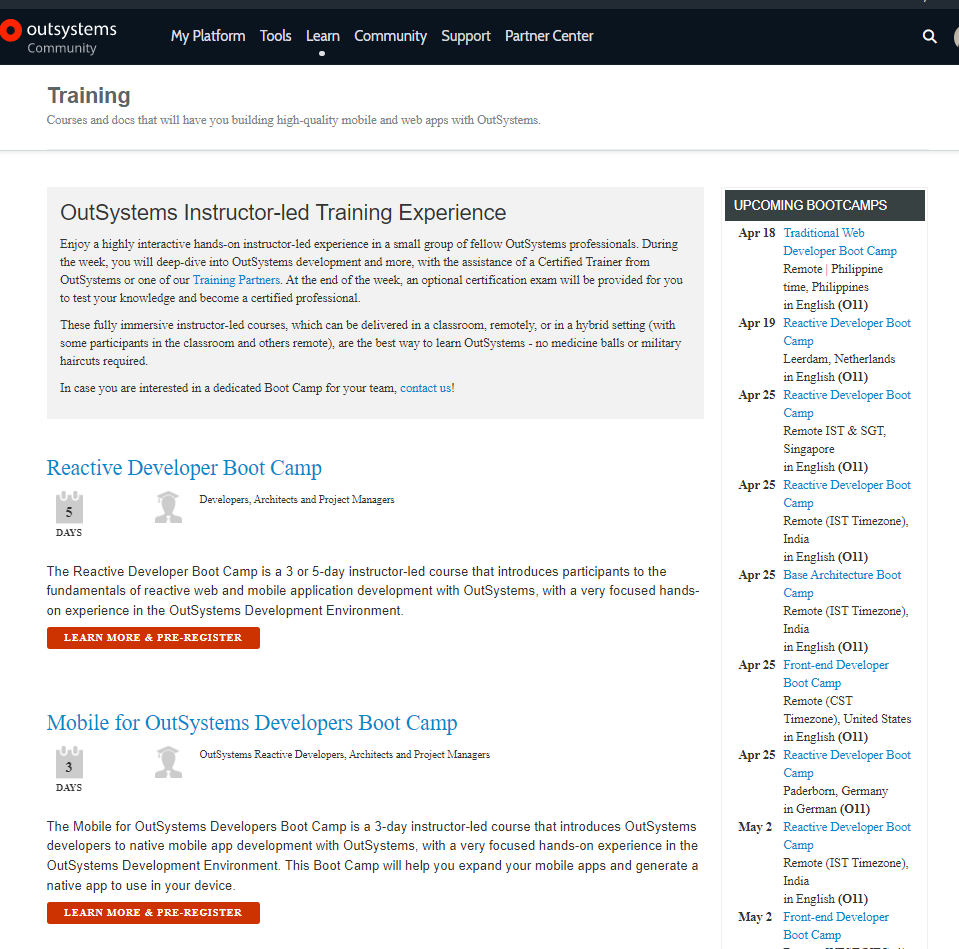 outsystems
Community
My Platform Tools Learn Community Support Partner Center
Training
Courses and docs that will have you building high-quality mobile and web apps with OutSystems.
OutSystems Instructor-led Training Experience
Enjoy a highly interactive hands-on instructor-led experience in a small group of fellow OutSystems professionals. During
the week, you will deep-dive into OutSystems development and more, with the assistance of a Certified Trainer from
OutSystems or one of our Training Partners. At the end of the week, an optional certification exam will be provided for you
to test your knowledge and become a certified professional.
These fully immersive instructor-led courses, which can be delivered in a classroom, remotely, or in a hybrid setting (with
some participants in the classroom and others remote), are the best way to learn OutSystems - no medicine balls or military
haircuts required.
In case you are interested in a dedicated Boot Camp for your team, contact us!
Reactive Developer Boot Camp
5
DAYS
Developers, Architects and Project Managers
The Reactive Developer Boot Camp is a 3 or 5-day instructor-led course that introduces participants to the
fundamentals of reactive web and mobile application development with OutSystems, with a very focused hands-
on experience in the OutSystems Development Environment.
LEARN MORE & PRE-REGISTER
Mobile for OutSystems Developers Boot Camp
3
DAYS
OutSystems Reactive Developers, Architects and Project Managers
The Mobile for OutSystems Developers Boot Camp is a 3-day instructor-led course that introduces OutSystems
developers to native mobile app development with OutSystems, with a very focused hands-on experience in the
OutSystems Development Environment. This Boot Camp will help you expand your mobile apps and generate a
native app to use in your device.
LEARN MORE & PRE-REGISTER
UPCOMING BOOTCAMPS
Apr 18 Traditional Web
Developer Boot Camp
Remote | Philippine
time, Philippines
in English (O11)
Apr 19 Reactive Developer Boot
Camp
Leerdam, Netherlands
in English (O11)
Apr 25 Reactive Developer Boot
Camp
Remote IST & SGT,
Singapore
in English (O11)
Apr 25 Reactive Developer Boot
Camp
Remote (IST Timezone),
India
in English (O11)
Apr 25 Base Architecture Boot
Camp
Remote (IST Timezone),
India
in English (O11)
Apr 25 Front-end Developer
Boot Camp
Remote (CST
Timezone), United States
in English (O11)
Apr 25 Reactive Developer Boot
Camp
Paderborn, Germany
in German (O11)
May 2 Reactive Developer Boot
Camp
Remote (IST Timezone),
India
in English (O11)
May 2 Front-end Developer
Boot Camp